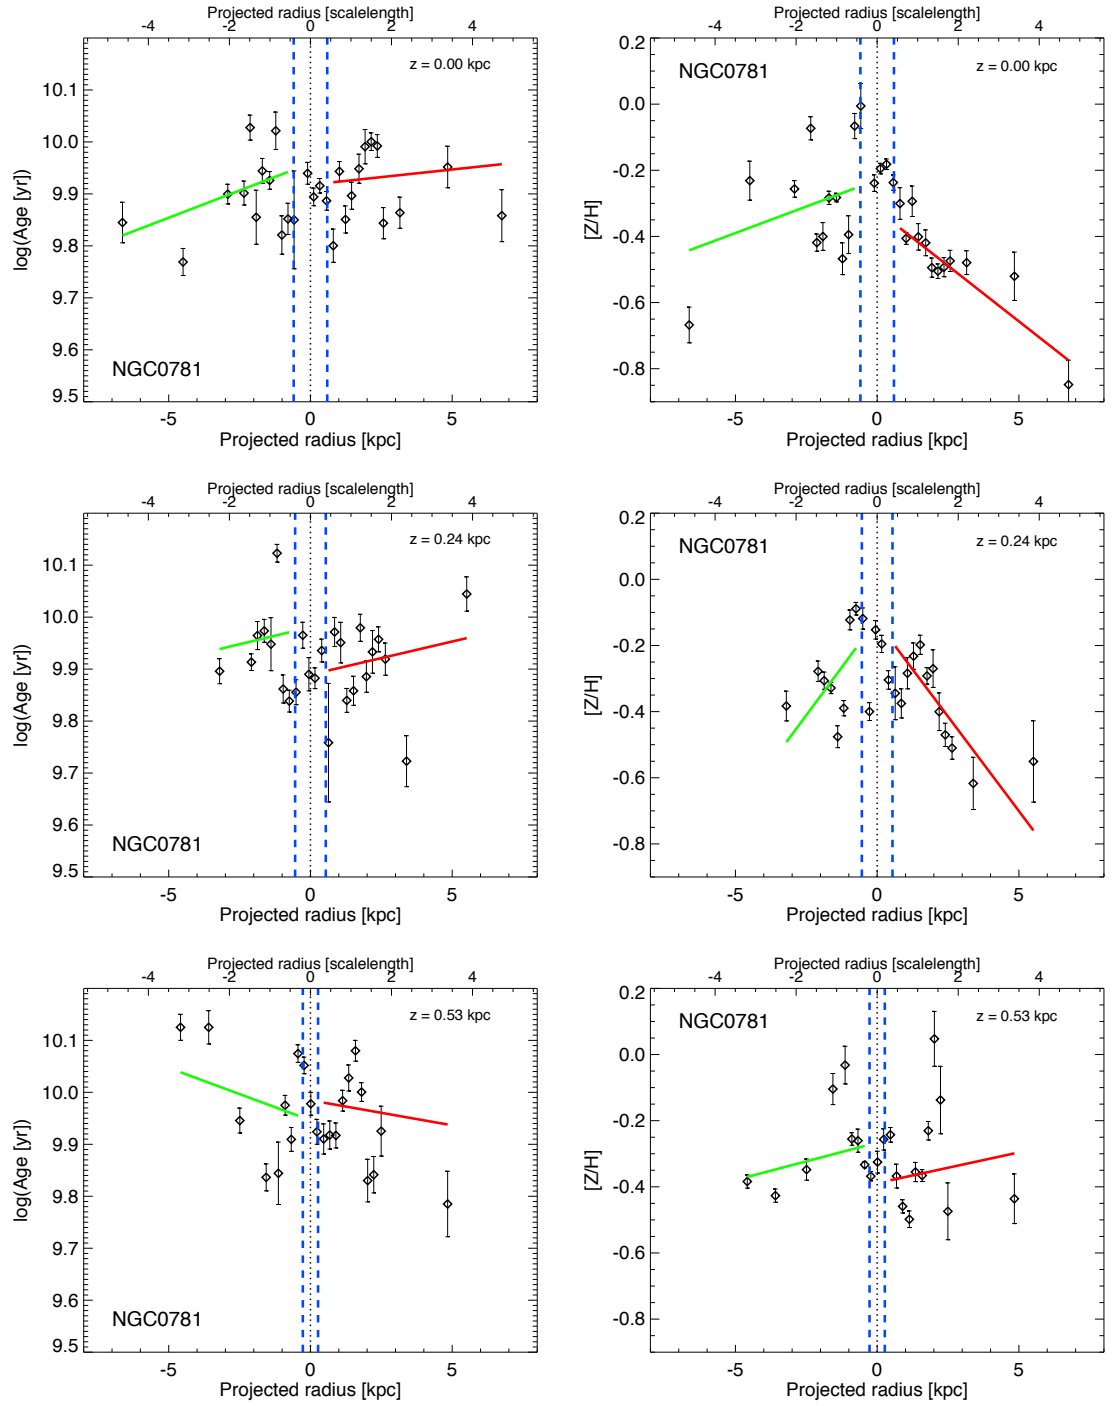 Projected radius [scalelength]
-4 -2 0 2 4
z = 0.00 kpc
10.1
10.0
9.9
9.8
9.7
9.6
9.5
log(Age [yr])
NGC0781
-5 0 5
Projected radius [kpc]
Projected radius [scalelength]
-4 -2 0 2 4
0.2
NGC0781
z = 0.00 kpc
0.0
-0.2
-0.4
-0.6
-0.8
[Z/H]
-5 0 5
Projected radius [kpc]
Projected radius [scalelength]
-4 -2 0 2 4
z = 0.24 kpc
10.1
10.0
9.9
9.8
9.7
9.6
9.5
log(Age [yr])
NGC0781
-5 0 5
Projected radius [kpc]
Projected radius [scalelength]
-4 -2 0 2 4
0.2
NGC0781
z = 0.24 kpc
0.0
-0.2
-0.4
-0.6
-0.8
[Z/H]
-5 0 5
Projected radius [kpc]
Projected radius [scalelength]
-4 -2 0 2 4
z = 0.53 kpc
10.1
10.0
9.9
9.8
9.7
9.6
9.5
log(Age [yr])
NGC0781
-5 0 5
Projected radius [kpc]
Projected radius [scalelength]
-4 -2 0 2 4
0.2
NGC0781
z = 0.53 kpc
0.0
-0.2
-0.4
-0.6
-0.8
[Z/H]
-5 0 5
Projected radius [kpc]